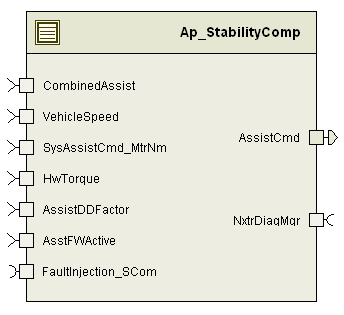 Ap_StabilityComp
CombinedAssist
VehicleSpeed
AssistCmd
SysAssistCmd_MtrNm
HwTorque
AssistDDFactor
NxtrDiagMgr
AsstFWActive
FaultInjection_SCom